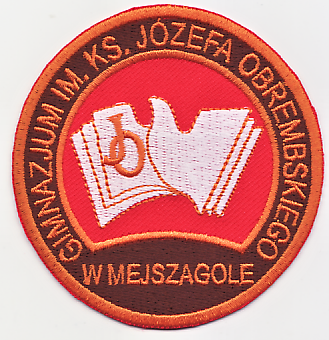 GIMNAZJUM IM. KS. JÓZEFA OBREMBSKIEGO
JO
W MEJSZAGOLE